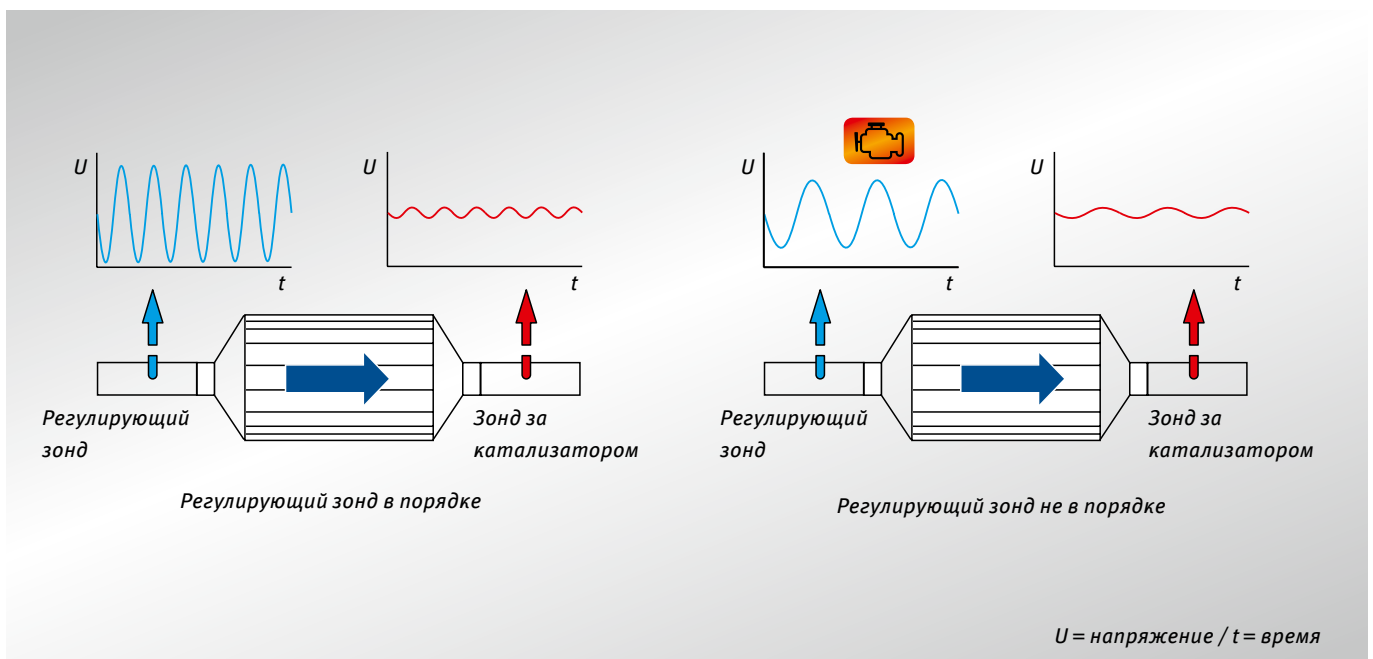 U
t
U
t
Регулирующий
зонд
Зонд за
катализатором
Регулирующий зонд в порядке
U
t
U
t
Регулирующий
зонд
Зонд за
катализатором
Регулирующий зонд не в порядке
U = напряжение / t = время